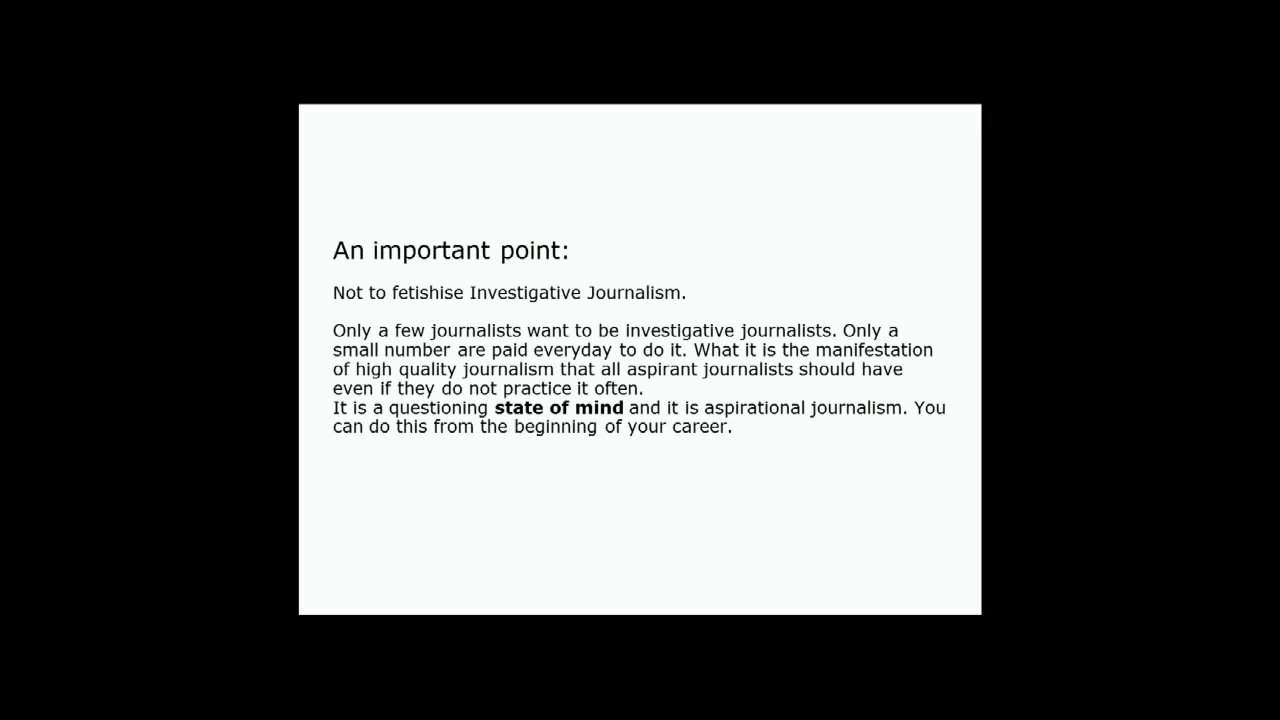 An important point:
Not to fetishise Investigative Journalism.
Only a few journalists want to be investigative journalists. Only a
small number are paid everyday to do it. What it is the manifestation
of high quality journalism that all aspirant journalists should have
even if they do not practice it often.
It is a questioning state of mind and it is aspirational journalism. You
can do this from the beginning of your career.